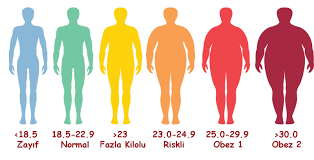 <18,5 18,5-22.9 >23 23,0-24,9 25,0-29,9 >30,0
Zayıf Normal Fazla Kilolu Riskli Obez 1 Obez 2